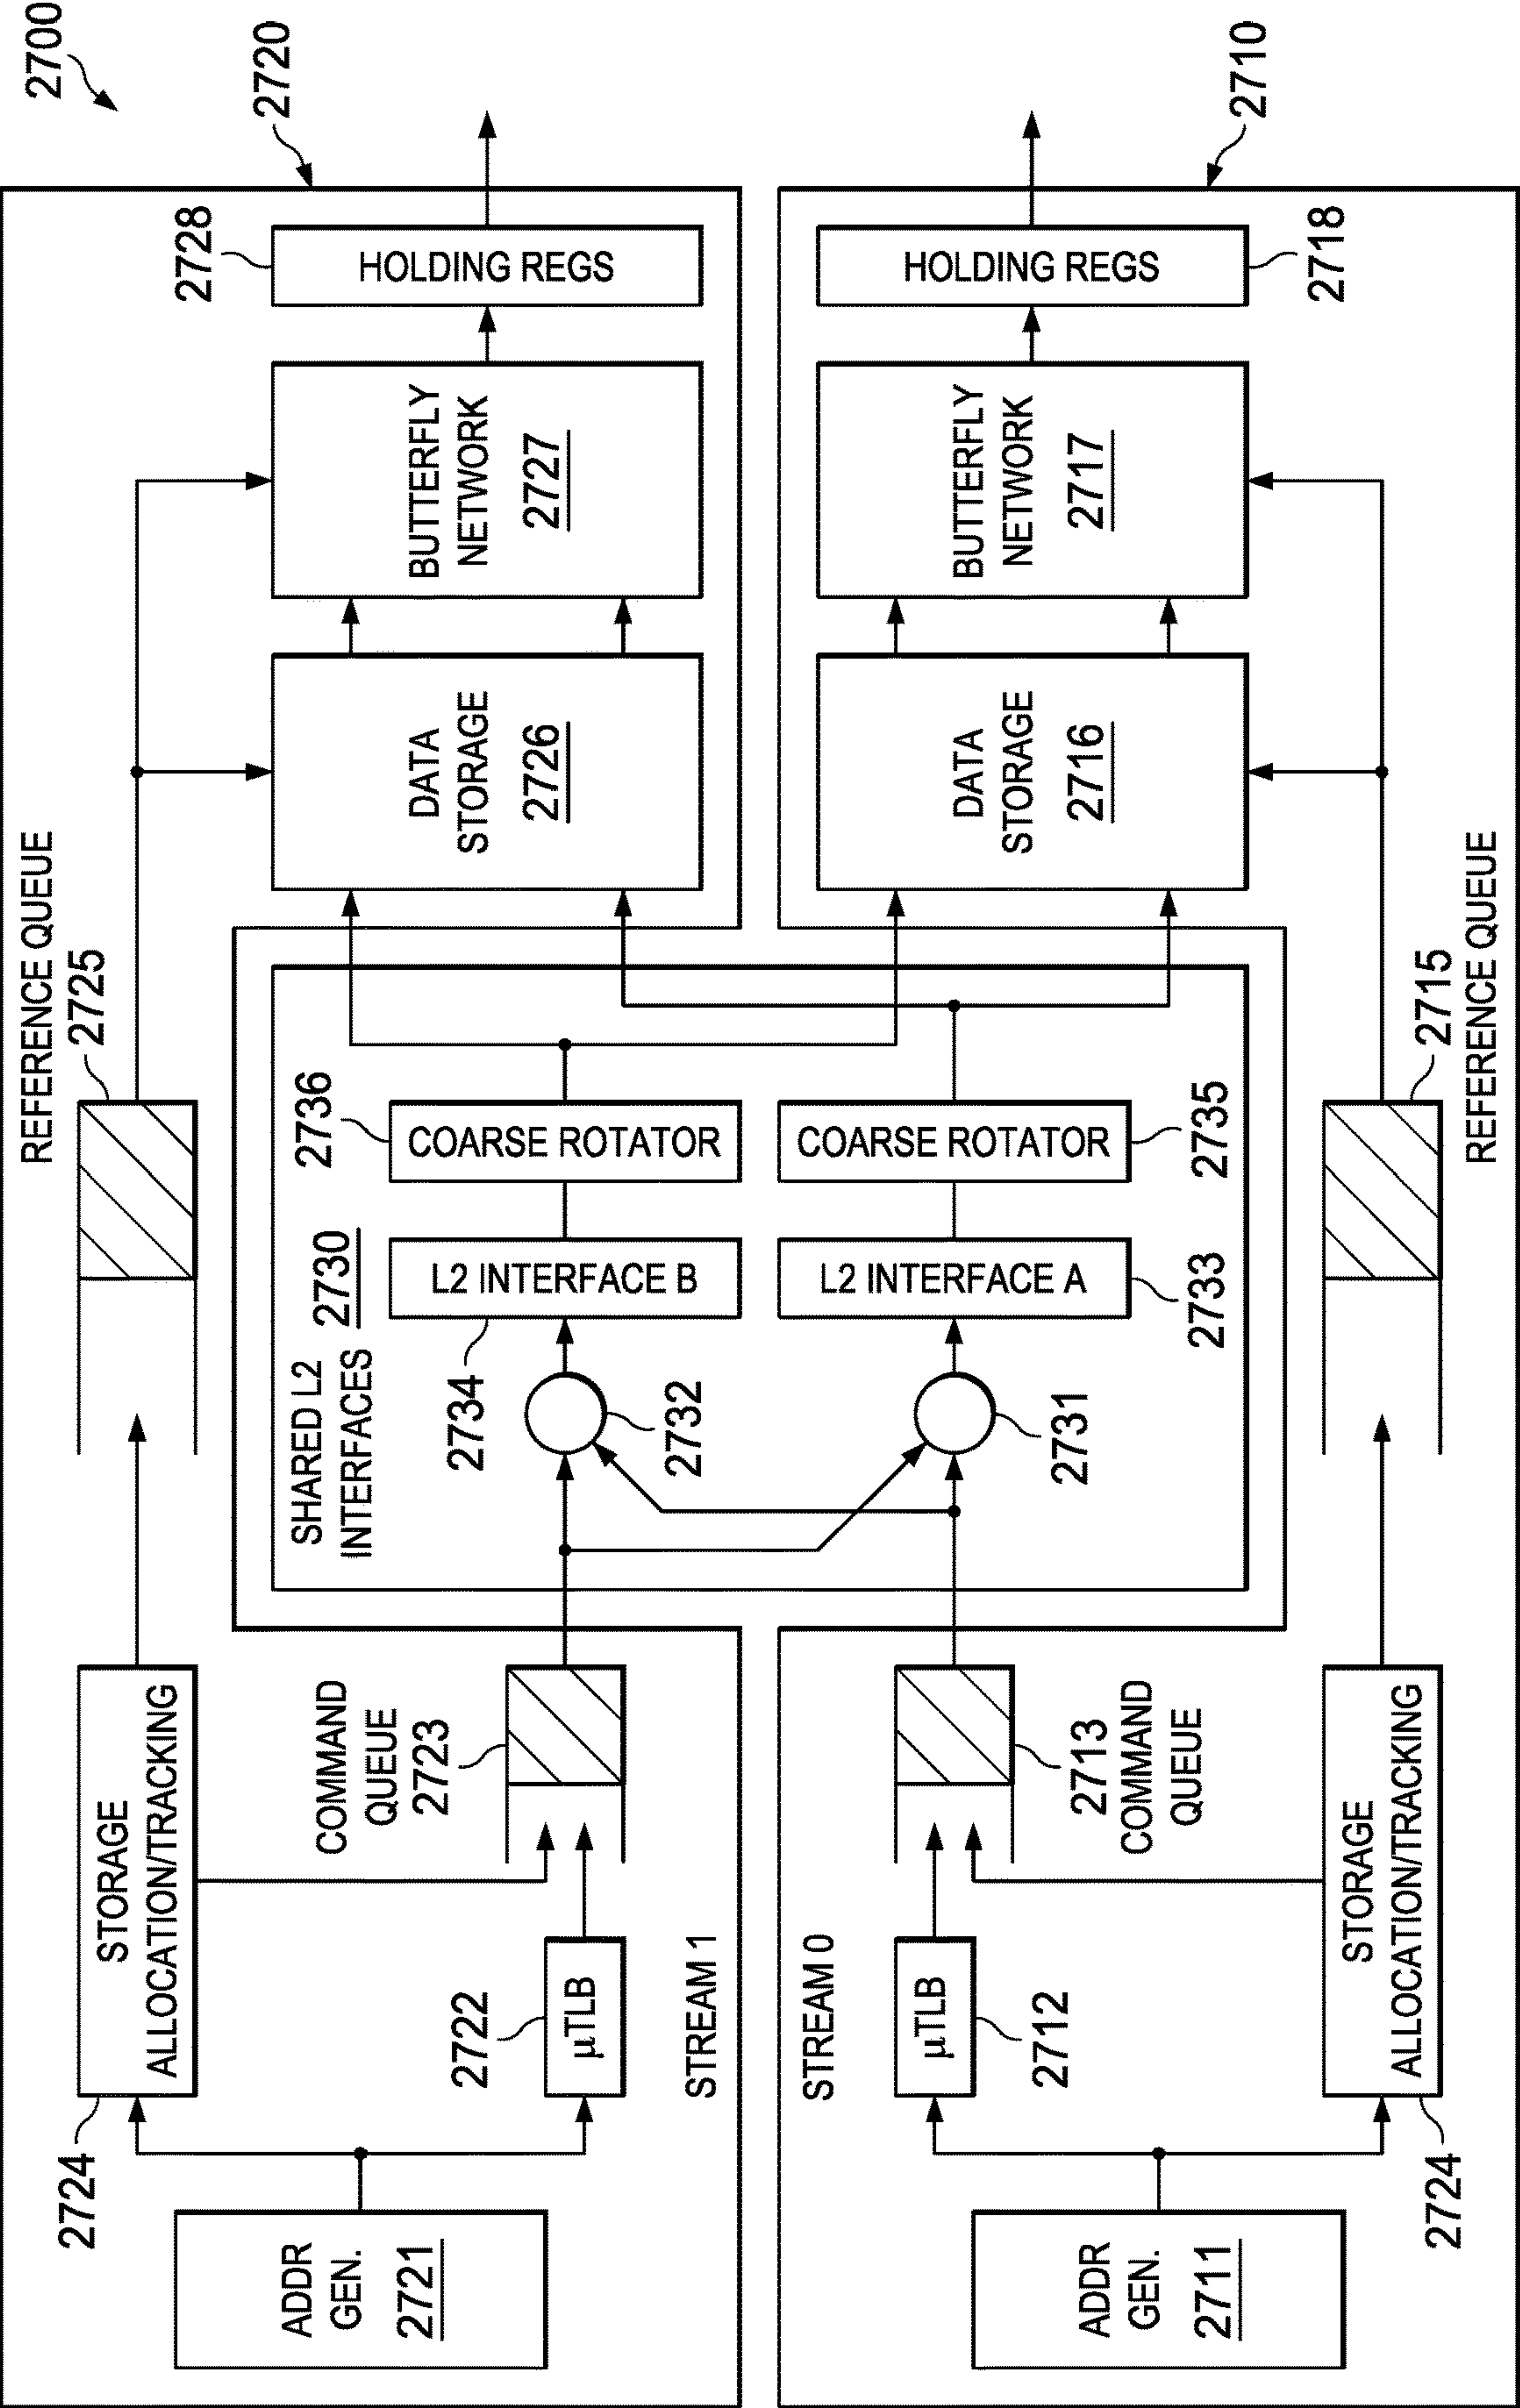 2700
2720
REFERENCE QUEUE
2725
2728
HOLDING REGS
BUTTERFLY
NETWORK
2727
DATA
STORAGE
2726
STORAGE
ALLOCATION/TRACKING
2724
ADDR
GEN.
2721
COMMAND
QUEUE
2723
2722
µTLB
STREAM 1
SHARED L2
INTERFACES
2730
2734
L2 INTERFACE B
2736
COARSE ROTATOR
2732
2731
L2 INTERFACE A
2733
COARSE ROTATOR
2735
STREAM 0
µTLB
2712
2713
COMMAND
QUEUE
ADDR
GEN.
2711
STORAGE
ALLOCATION/TRACKING
2724
DATA
STORAGE
2716
BUTTERFLY
NETWORK
2717
HOLDING REGS
2718
2715
REFERENCE QUEUE
2710